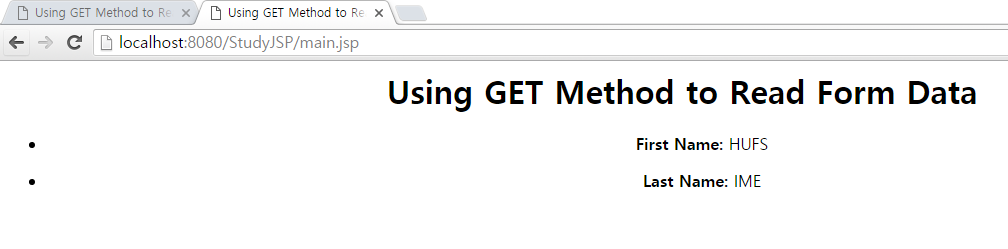 Using GET Method to Re
Using GET Method to Re
localhost:8080/StudyJSP/main.jsp
Using GET Method to Read Form Data
First Name: HUFS
Last Name: IME